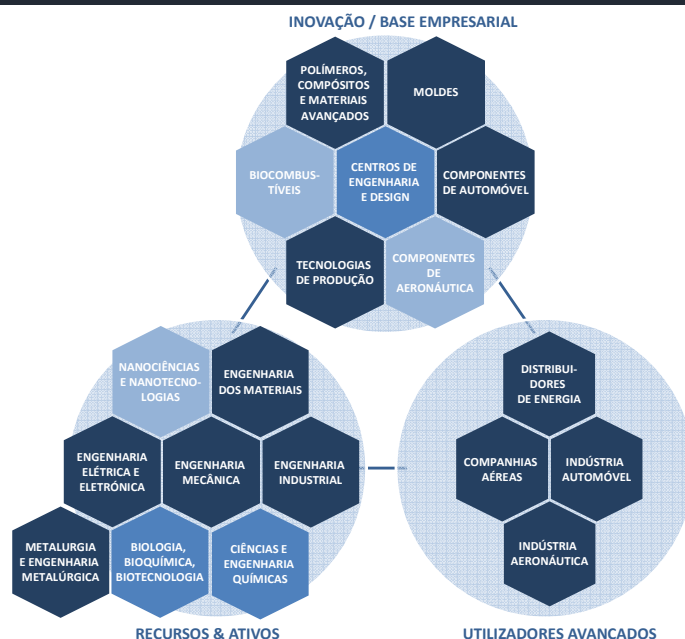 INOVAÇÃO / BASE EMPRESARIAL
POLÍMEROS,
COMPÓSITOS
E MATERIAIS
AVANÇADOS
MOLDES
BIOCOMBUS-
TÍVEIS
CENTROS DE
ENGENHARIA
E DESIGN
COMPONENTES
DE AUTOMÓVEL
TECNOLOGIAS
DE PRODUÇÃO
COMPONENTES
DE
AERONÁUTICA
NANOCIÊNCIAS
E NANOTECNO-
LOGIAS
ENGENHARIA
DOS MATERIAIS
ENGENHARIA
ELÉTRICA E
ELETRÓNICA
ENGENHARIA
MECÂNICA
ENGENHARIA
INDUSTRIAL
METALURGIA
E ENGENHARIA
METALÚRGICA
BIOLOGIA,
BIOQUÍMICA,
BIOTECNOLOGIA
CIÊNCIAS E
ENGENHARIA
QUÍMICAS
RECURSOS & ATIVOS
DISTRIBUI-
DORES
DE ENERGIA
COMPANHIAS
AÉREAS
INDÚSTRIA
AUTOMÓVEL
INDÚSTRIA
AERONÁUTICA
UTILIZADORES AVANÇADOS